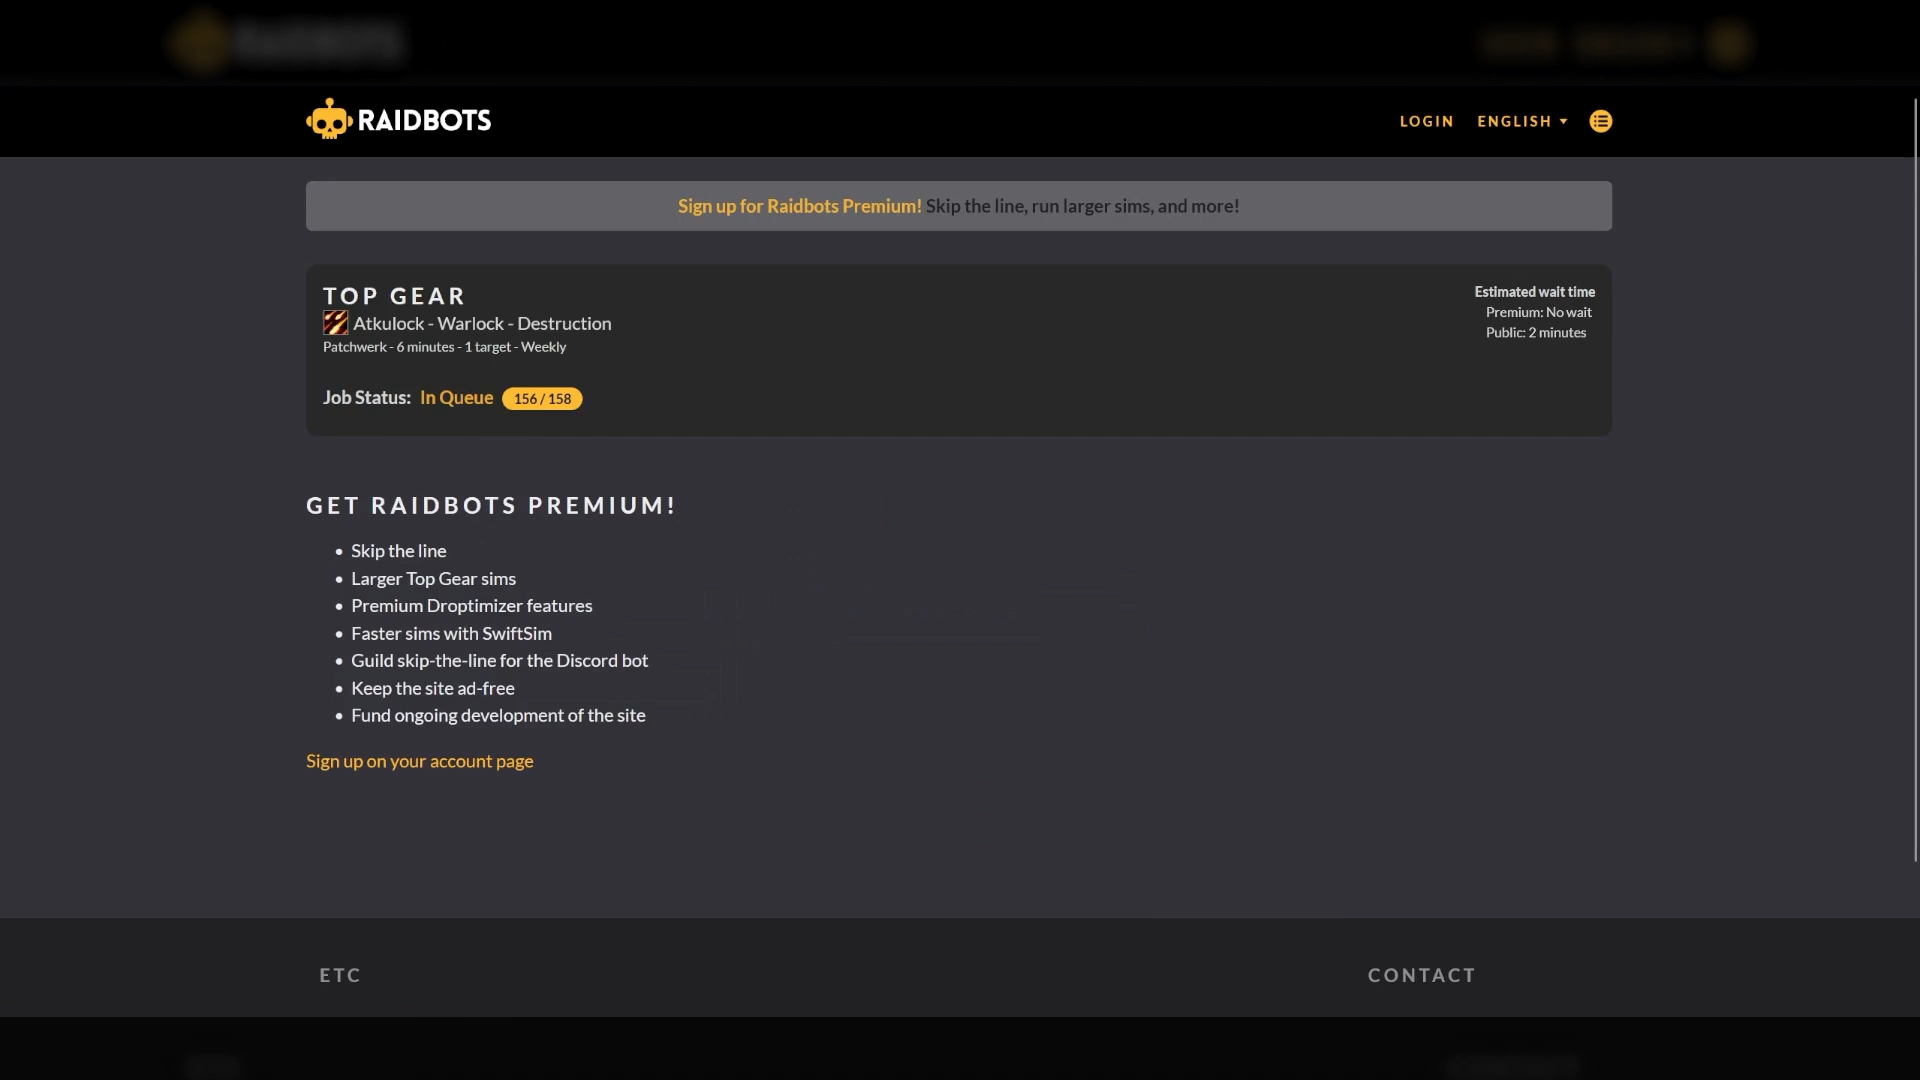 RAIDBOTS
LOGIN ENGLISH
Sign up for Raidbots Premium! Skip the line, run larger sims, and more!
TOP GEAR
Atkulock - Warlock - Destruction
Patchwerk - 6 minutes - 1 target - Weekly
Job Status: In Queue 156 / 158
Estimated wait time
Premium: No wait
Public: 2 minutes
GET RAIDBOTS PREMIUM!
• Skip the line
• Larger Top Gear sims
• Premium Droptimizer features
• Faster sims with SwiftSim
• Guild skip-the-line for the Discord bot
• Keep the site ad-free
• Fund ongoing development of the site
Sign up on your account page
ETC
CONTACT